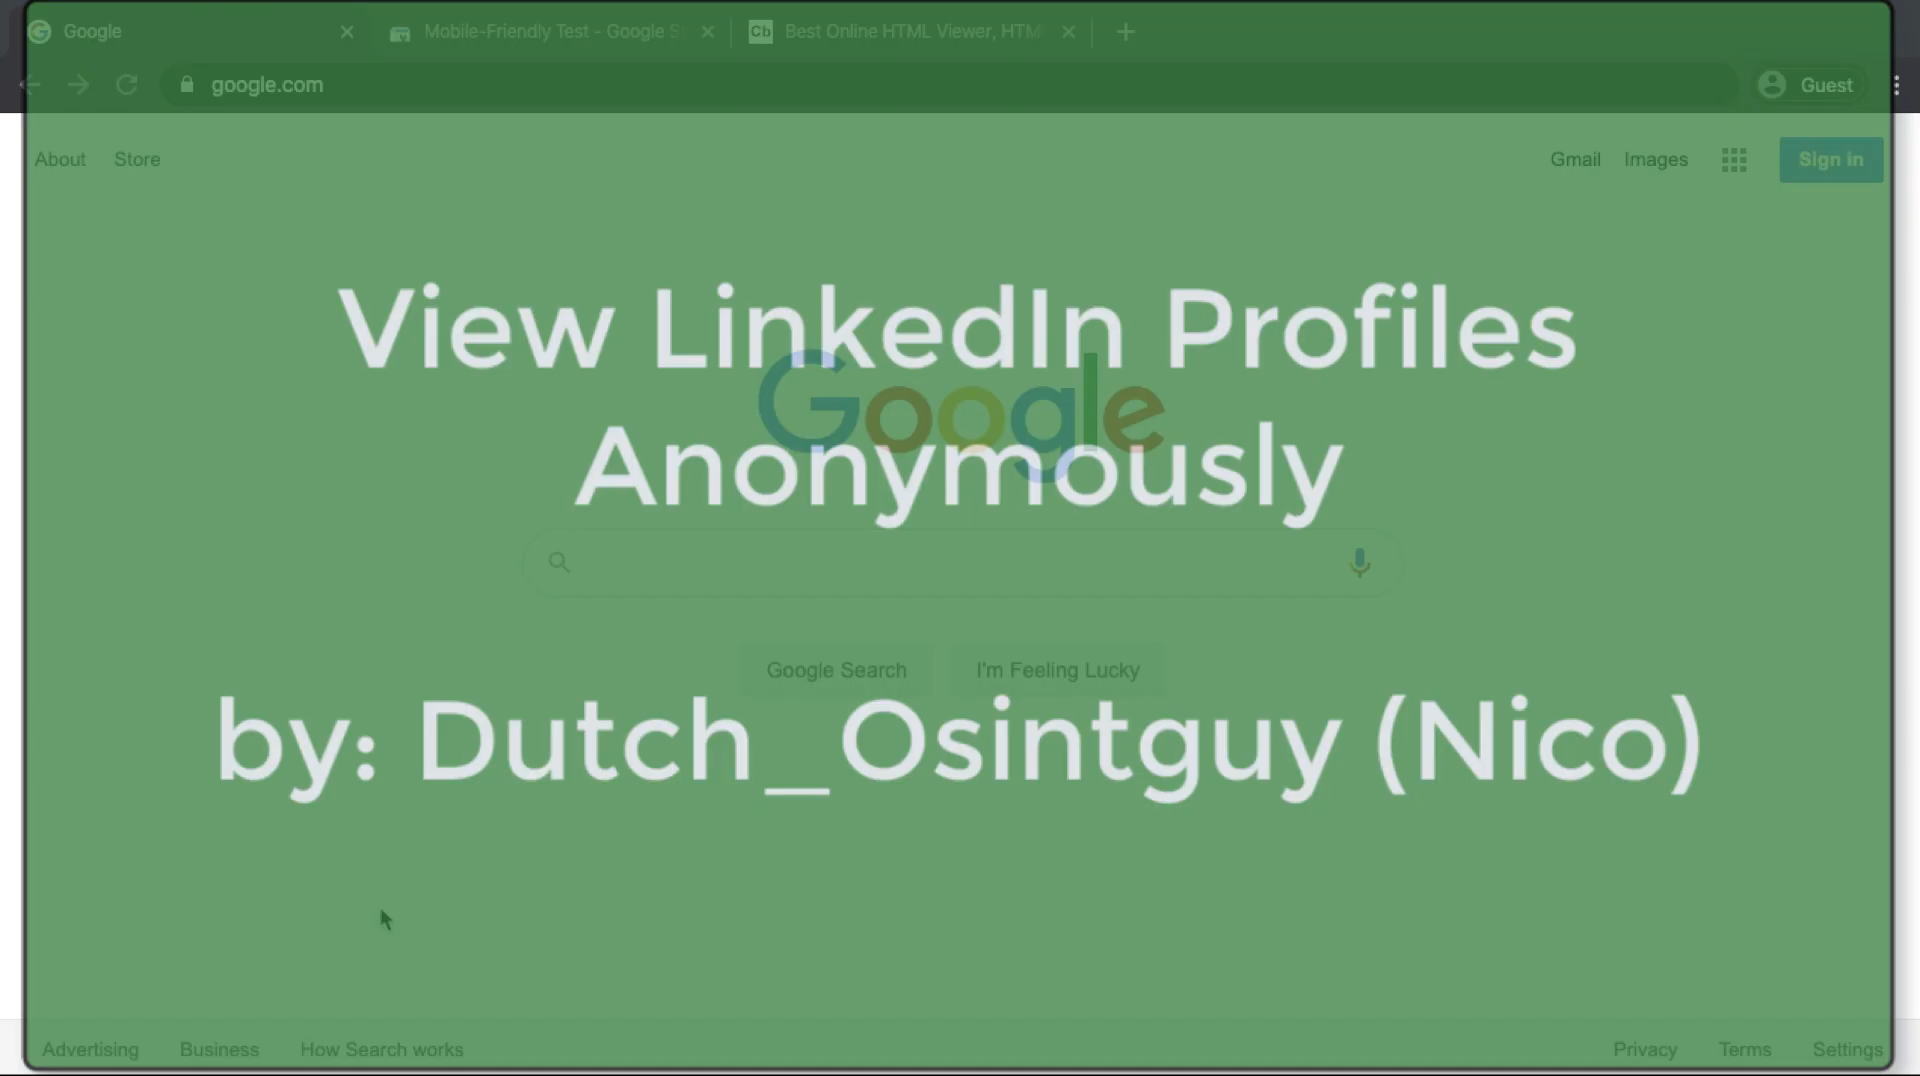 Google
Mobile-Friendly Test - Google S
Best Online HTML Viewer, HTM
google.com
Guest
About Store
Gmail Images Sign in
View LinkedIn Profiles
Google
Anonymously
Google Search I'm Feeling Lucky
by: Dutch_Osintguy (Nico)
Advertising Business How Search works
Privacy Terms Settings